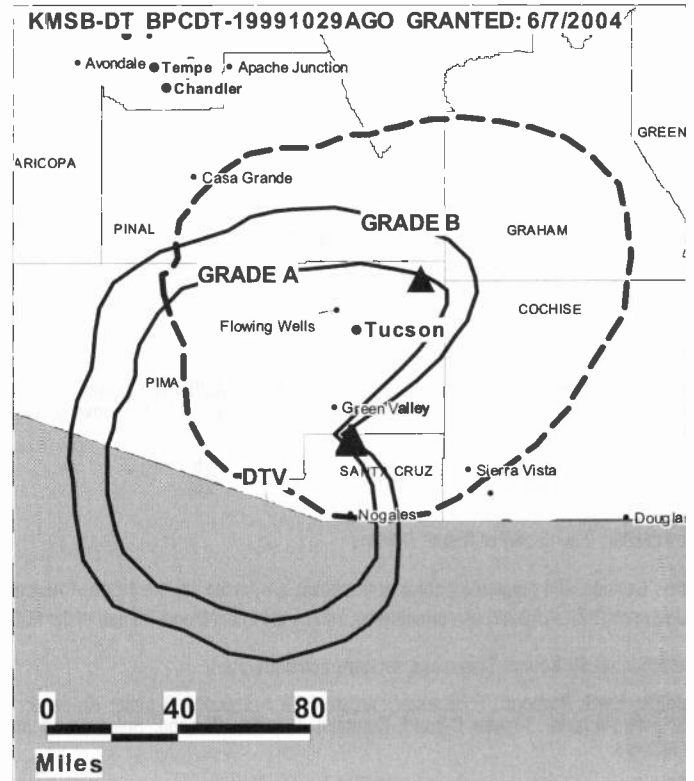 KMSB-DT BPCDT-19991029AGO GRANTED: 6/7/2004
Avondale Tempe Apache Junction
Chandler
GREEN
ARICOPA
Casa Grande
PINAL
GRADE B
GRAHAM
GRADE A
COCHISE
Flowing Wells
Tucson
PIMA
Green Valley
DTV
SANTA CRUZ
Sierra Vista
Nogales
Douglas
0 40 80
Miles